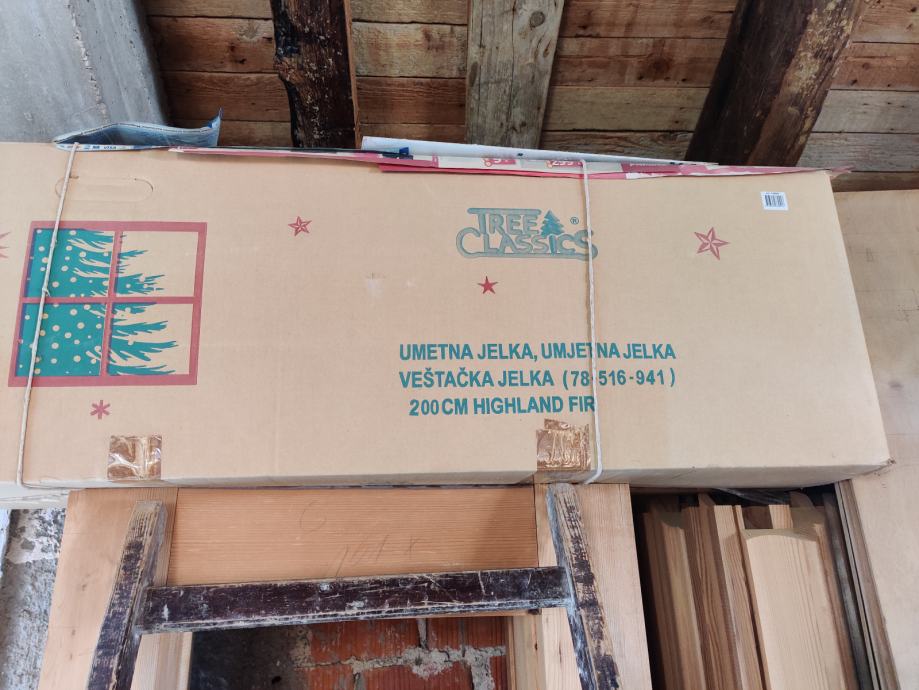 TREE ®
CLASSICS
UMETNA JELKA, UMJETNA JELKA
VEŠTAČKA JELKA (78-516-941)
200CM HIGHLAND FIR